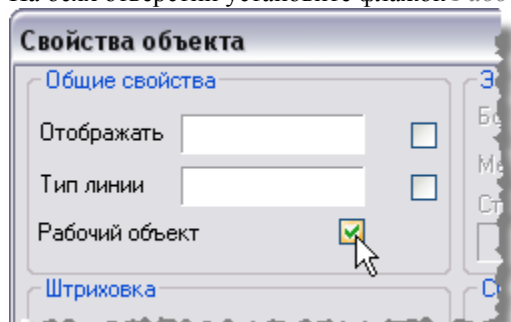 Свойства объекта
Общие свойства
Отображать
Тип линии
Рабочий объект
Штриховка